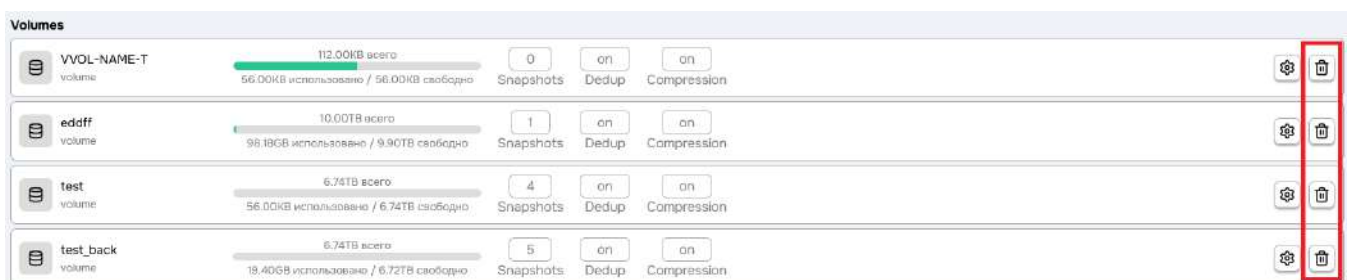 Volumes
VVOL-NAME-T
volume
112.00KB всего
56.00KB использовано / 56.00KB свободно
0 on on
Snapshots Dedup Compression
eddff
volume
10.00TB всего
98.18GB использовано / 9.90TB свободно
1 on on
Snapshots Dedup Compression
test
volume
6.74TB всего
56.00KB использовано / 6.74TB свободно
4 on on
Snapshots Dedup Compression
test_back
volume
6.74TB всего
19.40GB использовано / 6.72TB свободно
5 on on
Snapshots Dedup Compression